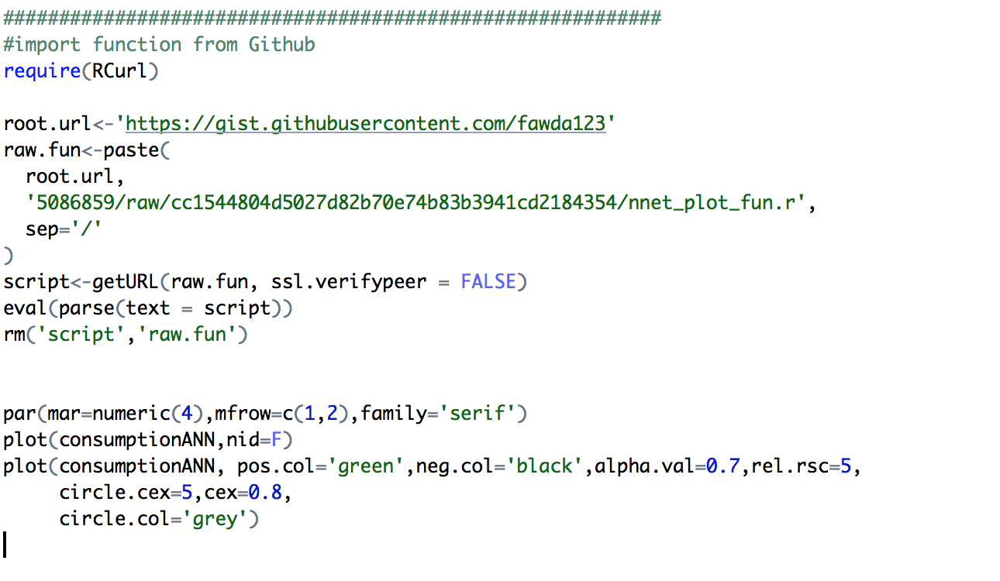 ###########################################################
#import function from Github
require(RCurl)
root.url<-'https://gist.githubusercontent.com/fawda123'
raw.fun<-paste(
root.url,
'5086859/raw/cc1544804d5027d82b70e74b83b3941cd2184354/nnet_plot_fun.r',
sep='/'
)
script<-getURL(raw.fun, ssl.verifypeer = FALSE)
eval(parse(text = script))
rm('script','raw.fun')
par(mar=numeric(4),mfrow=c(1,2),family='serif')
plot(consumptionANN,nid=F)
plot(consumptionANN, pos.col='green',neg.col='black',alpha.val=0.7,rel.rsc=5,
circle.cex=5,cex=0.8,
circle.col='grey')